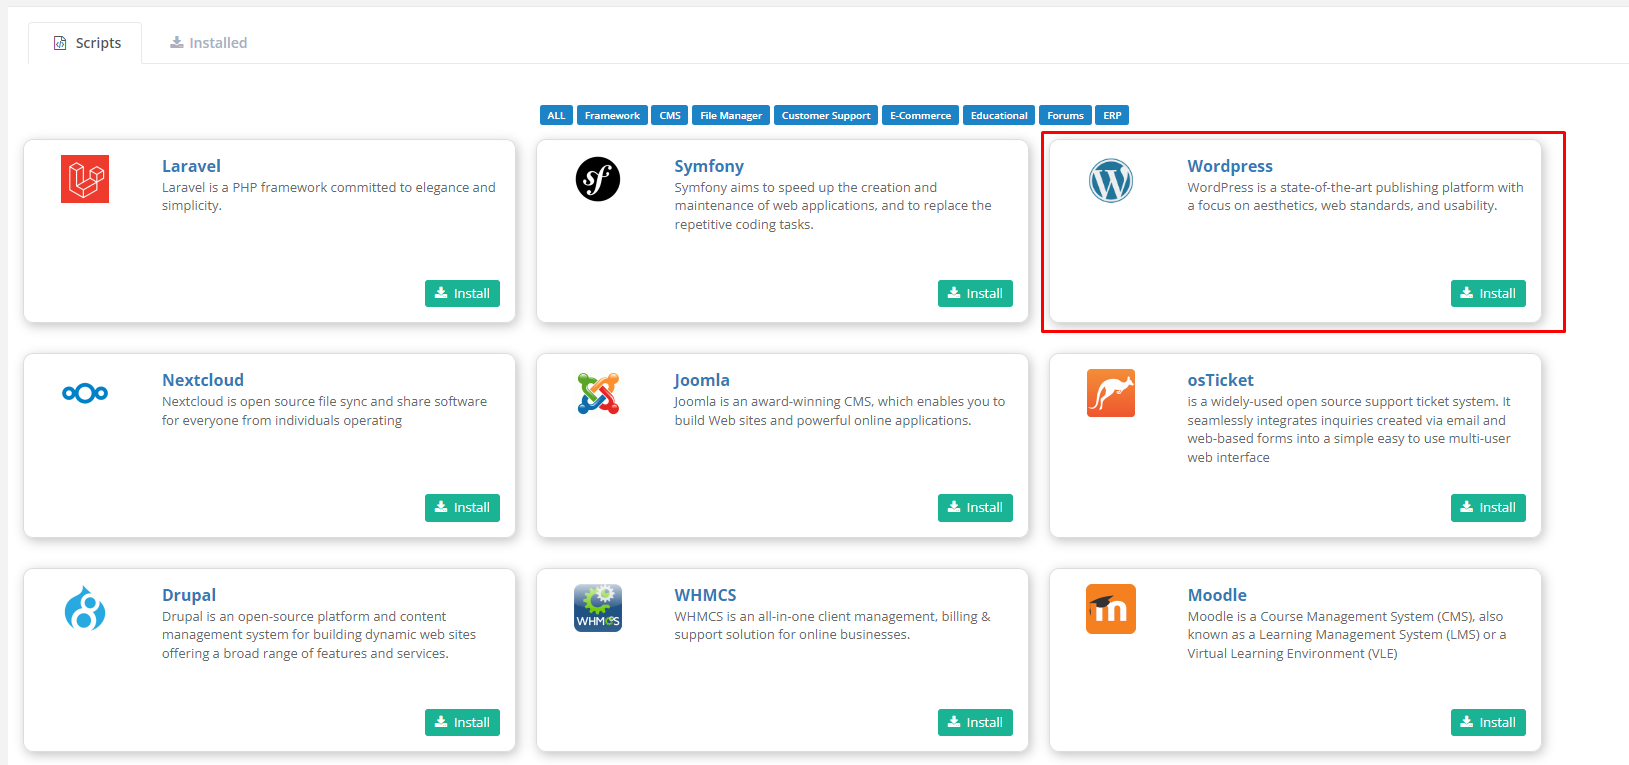 Scripts
Installed
ALL
Framework
CMS
File Manager
Customer Support
E-Commerce
Educational
Forums
ERP
Laravel
Laravel is a PHP framework committed to elegance and
simplicity.
Install
Symfony
Symfony aims to speed up the creation and
maintenance of web applications, and to replace the
repetitive coding tasks.
Install
Wordpress
WordPress is a state-of-the-art publishing platform with
a focus on aesthetics, web standards, and usability.
Install
Nextcloud
Nextcloud is open source file sync and share software
for everyone from individuals operating
Install
Joomla
Joomla is an award-winning CMS, which enables you to
build Web sites and powerful online applications.
Install
osTicket
is a widely-used open source support ticket system. It
seamlessly integrates inquiries created via email and
web-based forms into a simple easy to use multi-user
web interface
Install
Drupal
Drupal is an open-source platform and content
management system for building dynamic web sites
offering a broad range of features and services.
Install
WHMCS
WHMCS
WHMCS is an all-in-one client management, billing &
support solution for online businesses.
Install
m
Moodle
Moodle is a Course Management System (CMS), also
known as a Learning Management System (LMS) or a
Virtual Learning Environment (VLE)
Install